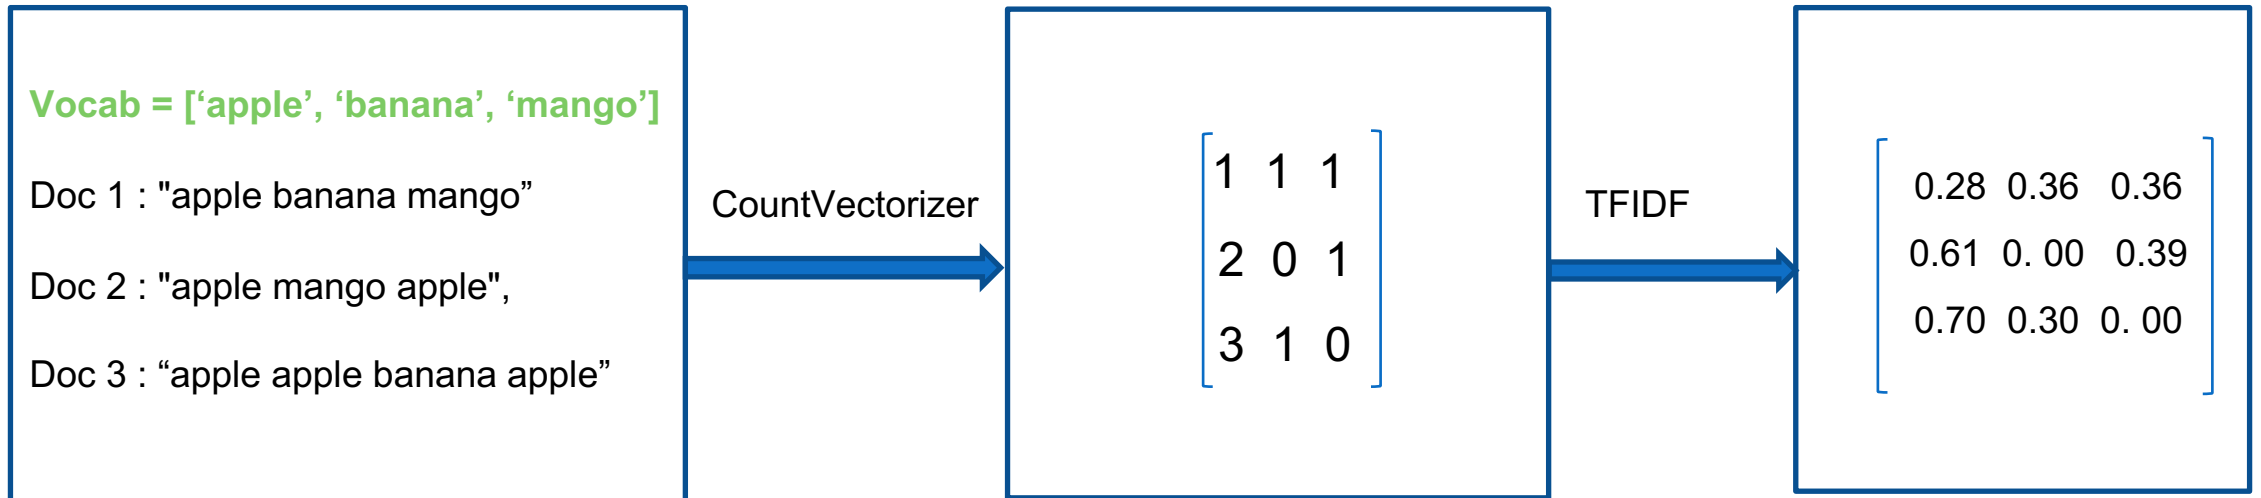 Vocab = [‘apple’, ‘banana’, ‘mango’]
Doc 1 : "apple banana mango”
Doc 2 : "apple mango apple",
Doc 3 : “apple apple banana apple”
CountVectorizer
1 1 1
2 0 1
3 1 0
TFIDF
0.28 0.36 0.36
0.61 0. 00 0.39
0.70 0.30 0. 00